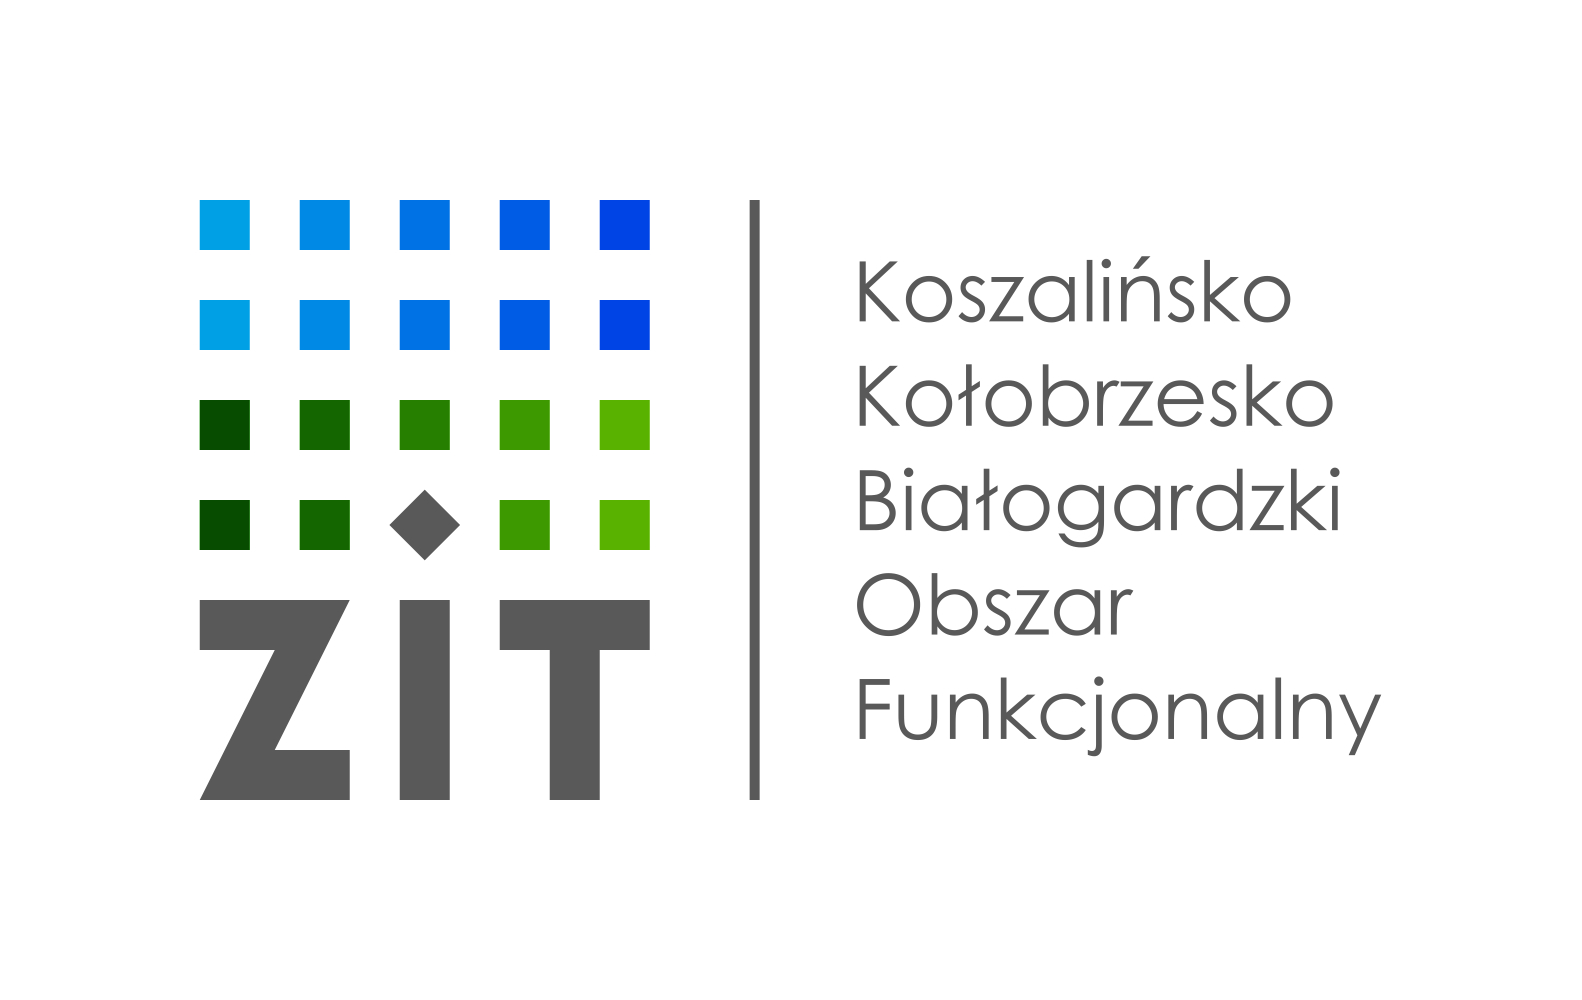 ZiT
Koszalińsko
Kołobrzesko
Białogardzki
Obszar
Funkcjonalny